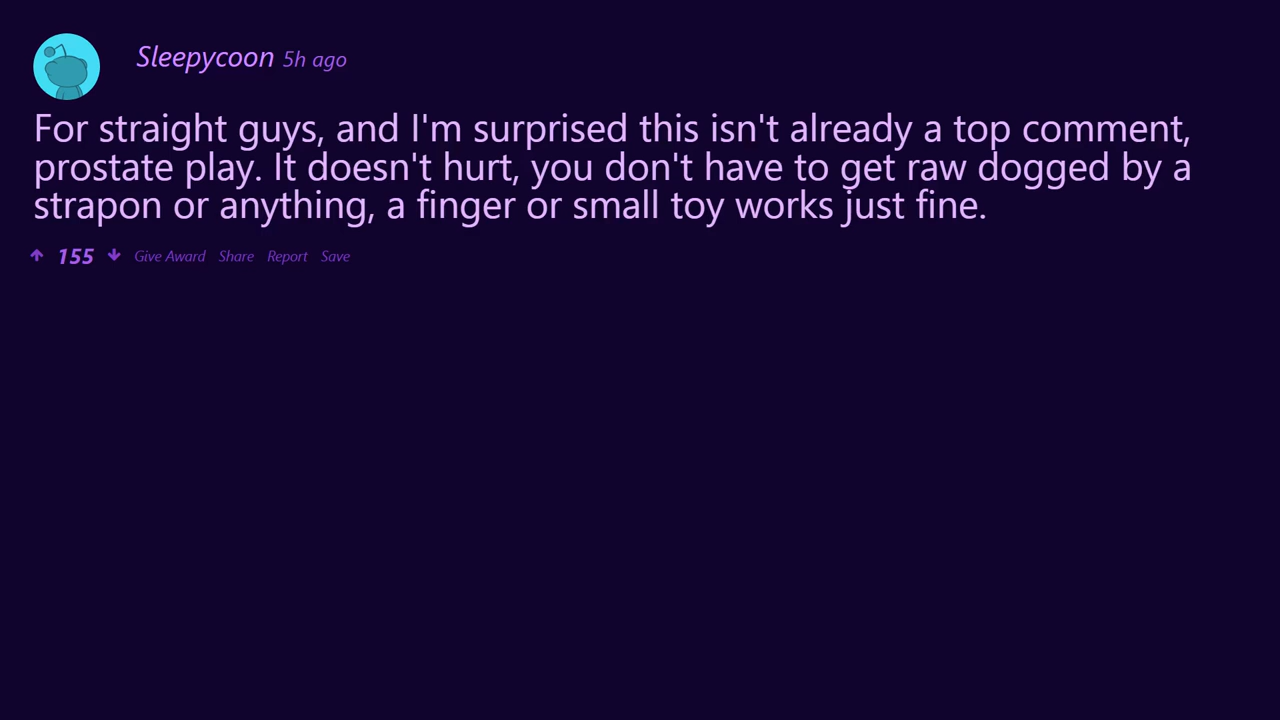 Sleepycoon 5h ago
For straight guys, and I'm surprised this isn't already a top comment,
prostate play. It doesn't hurt, you don't have to get raw dogged by a
strapon or anything, a finger or small toy works just fine.
155 Give Award Share Report Save